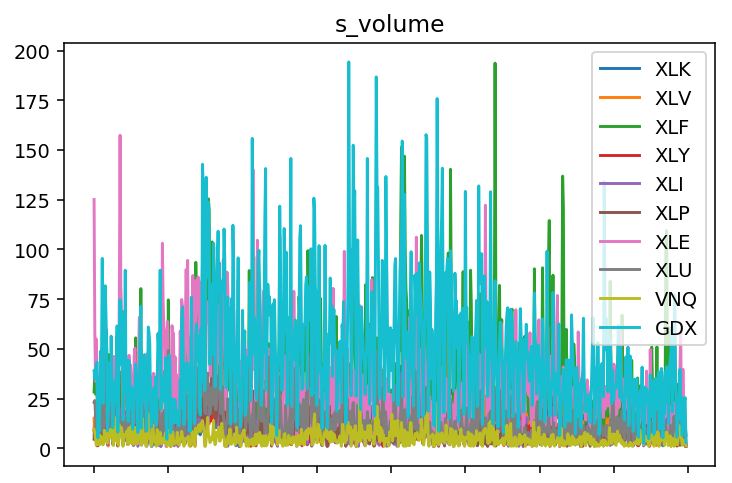 s_volume
200
175
150
125
100
75
50
25
0
XLK
XLV
XLF
XLY
XLI
XLP
XLE
XLU
VNQ
GDX